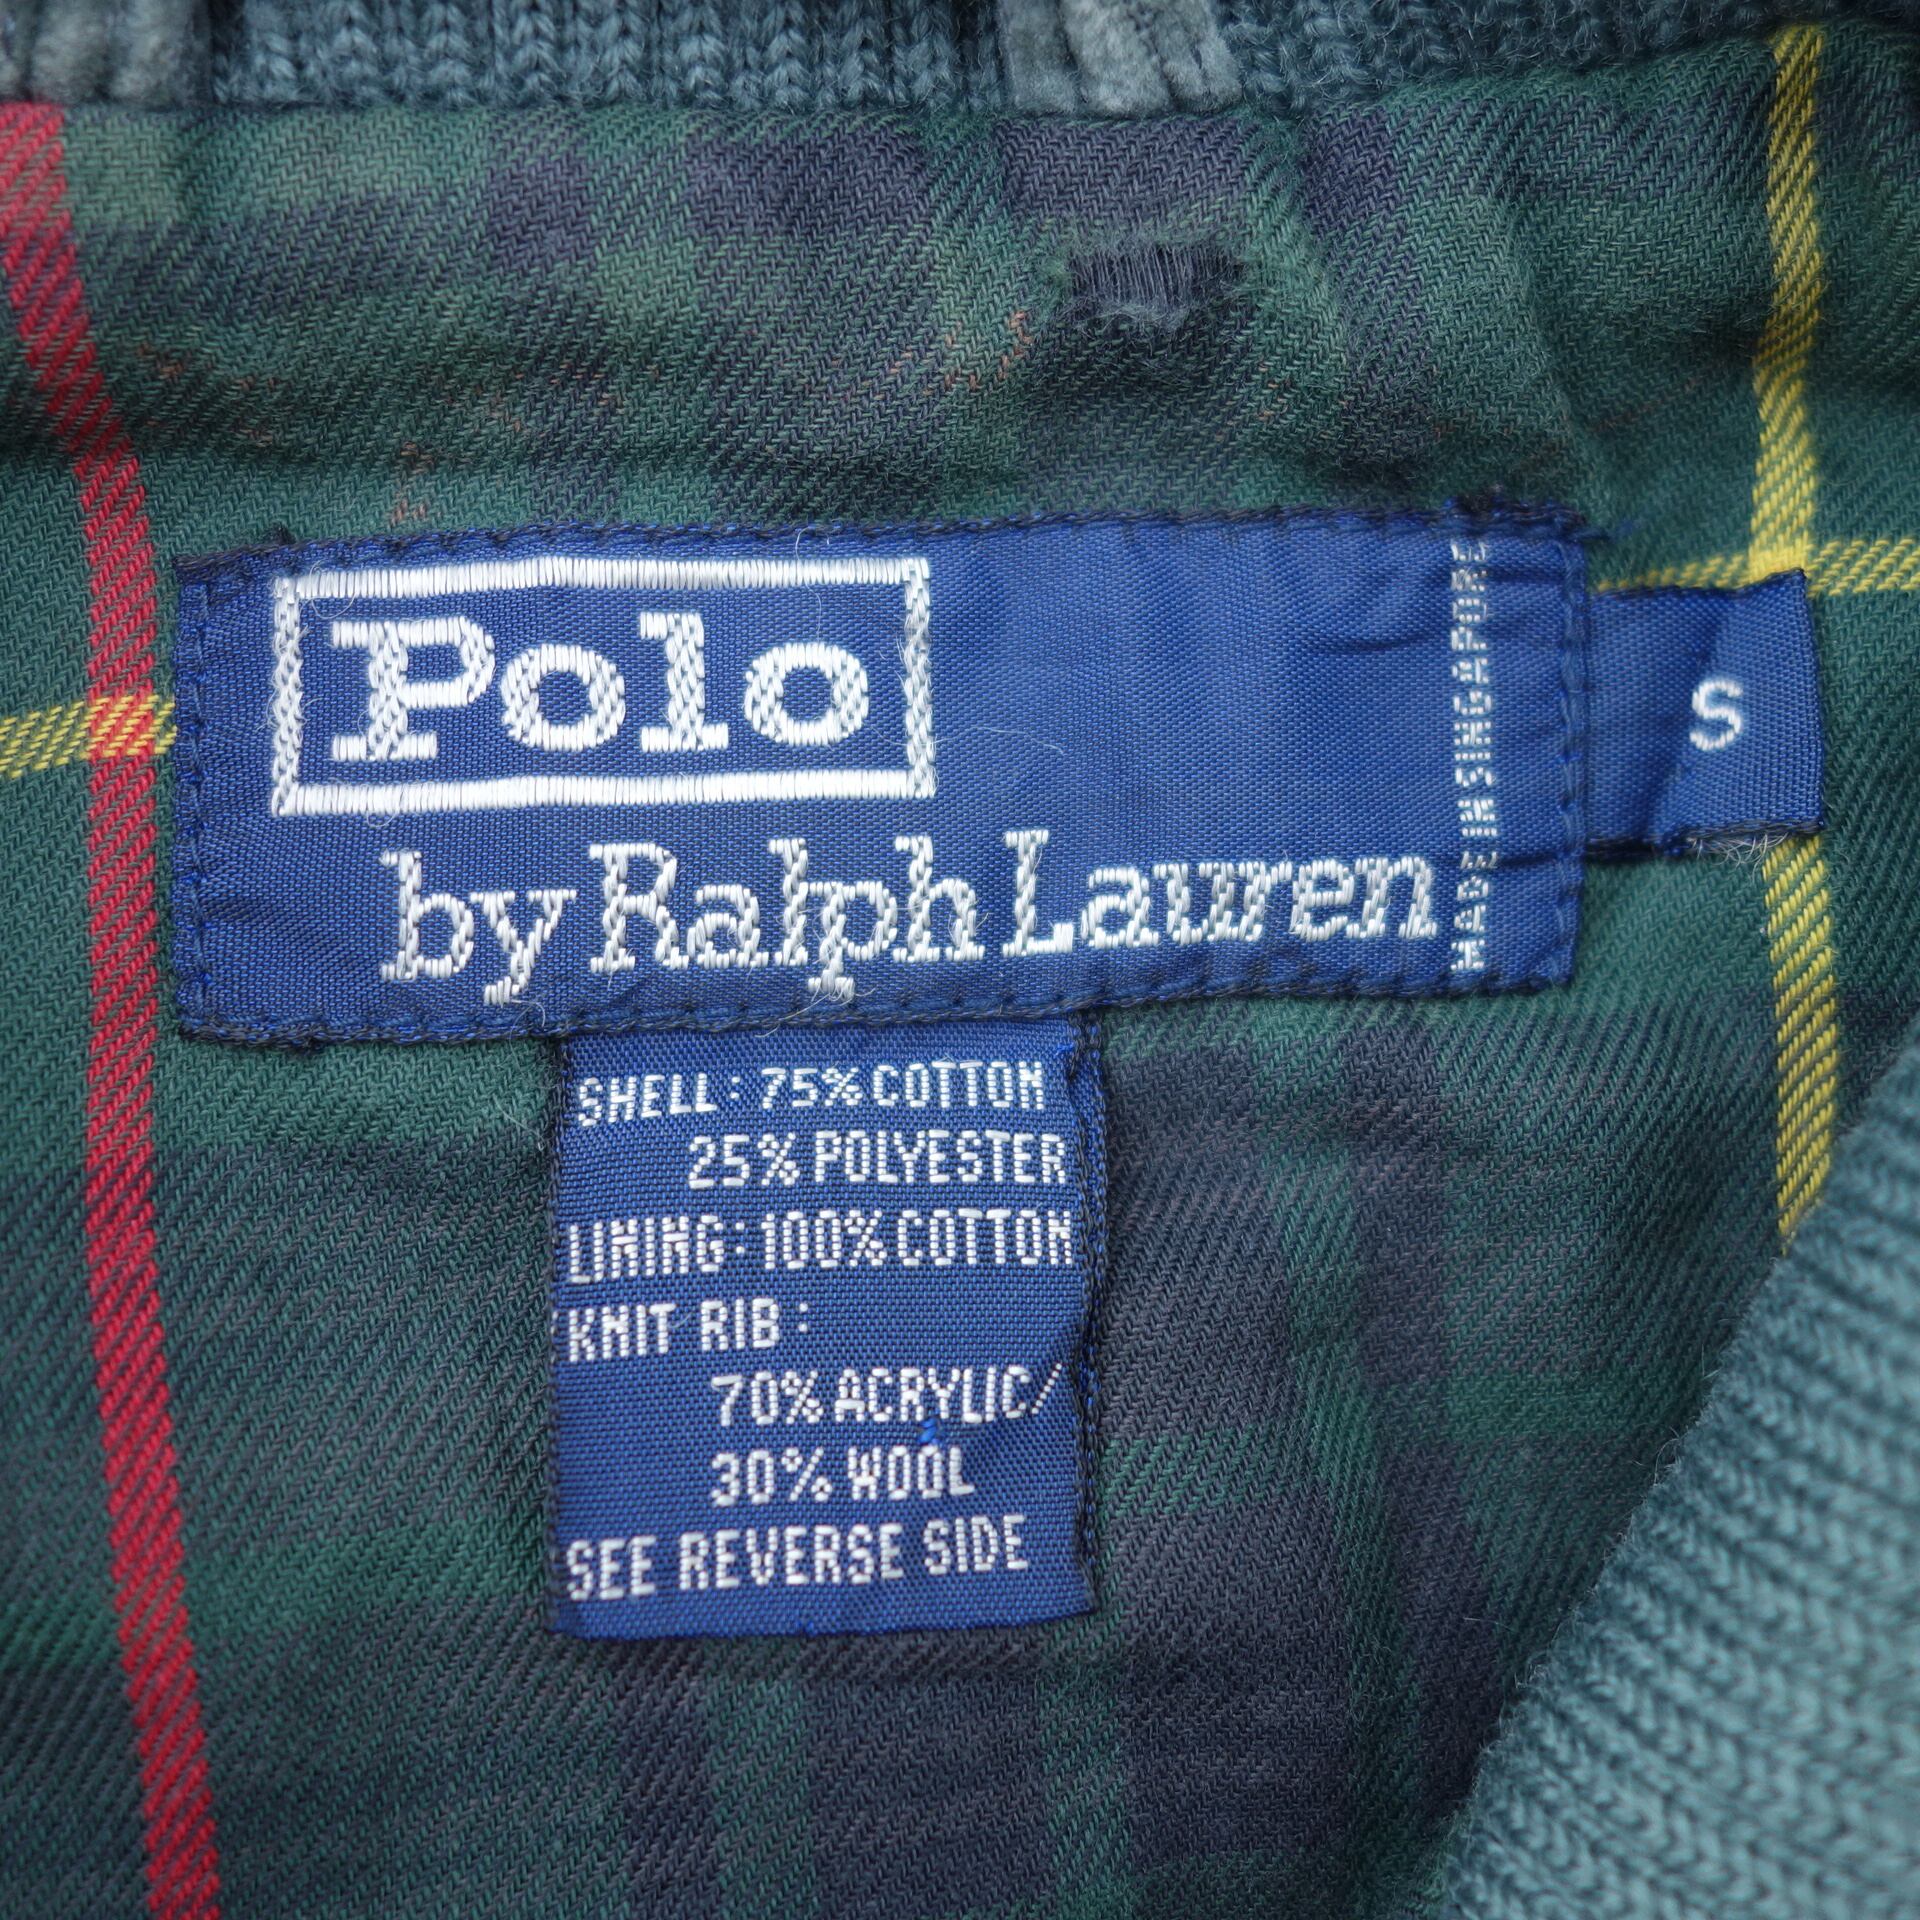 Polo
by Ralph Lauren
MADE IN SINGAPORE
S
SHELL: 75% COTTON
25% POLYESTER
LINING: 100% COTTON
KNIT RIB:
70% ACRYLIC/
30% WOOL
SEE REVERSE SIDE